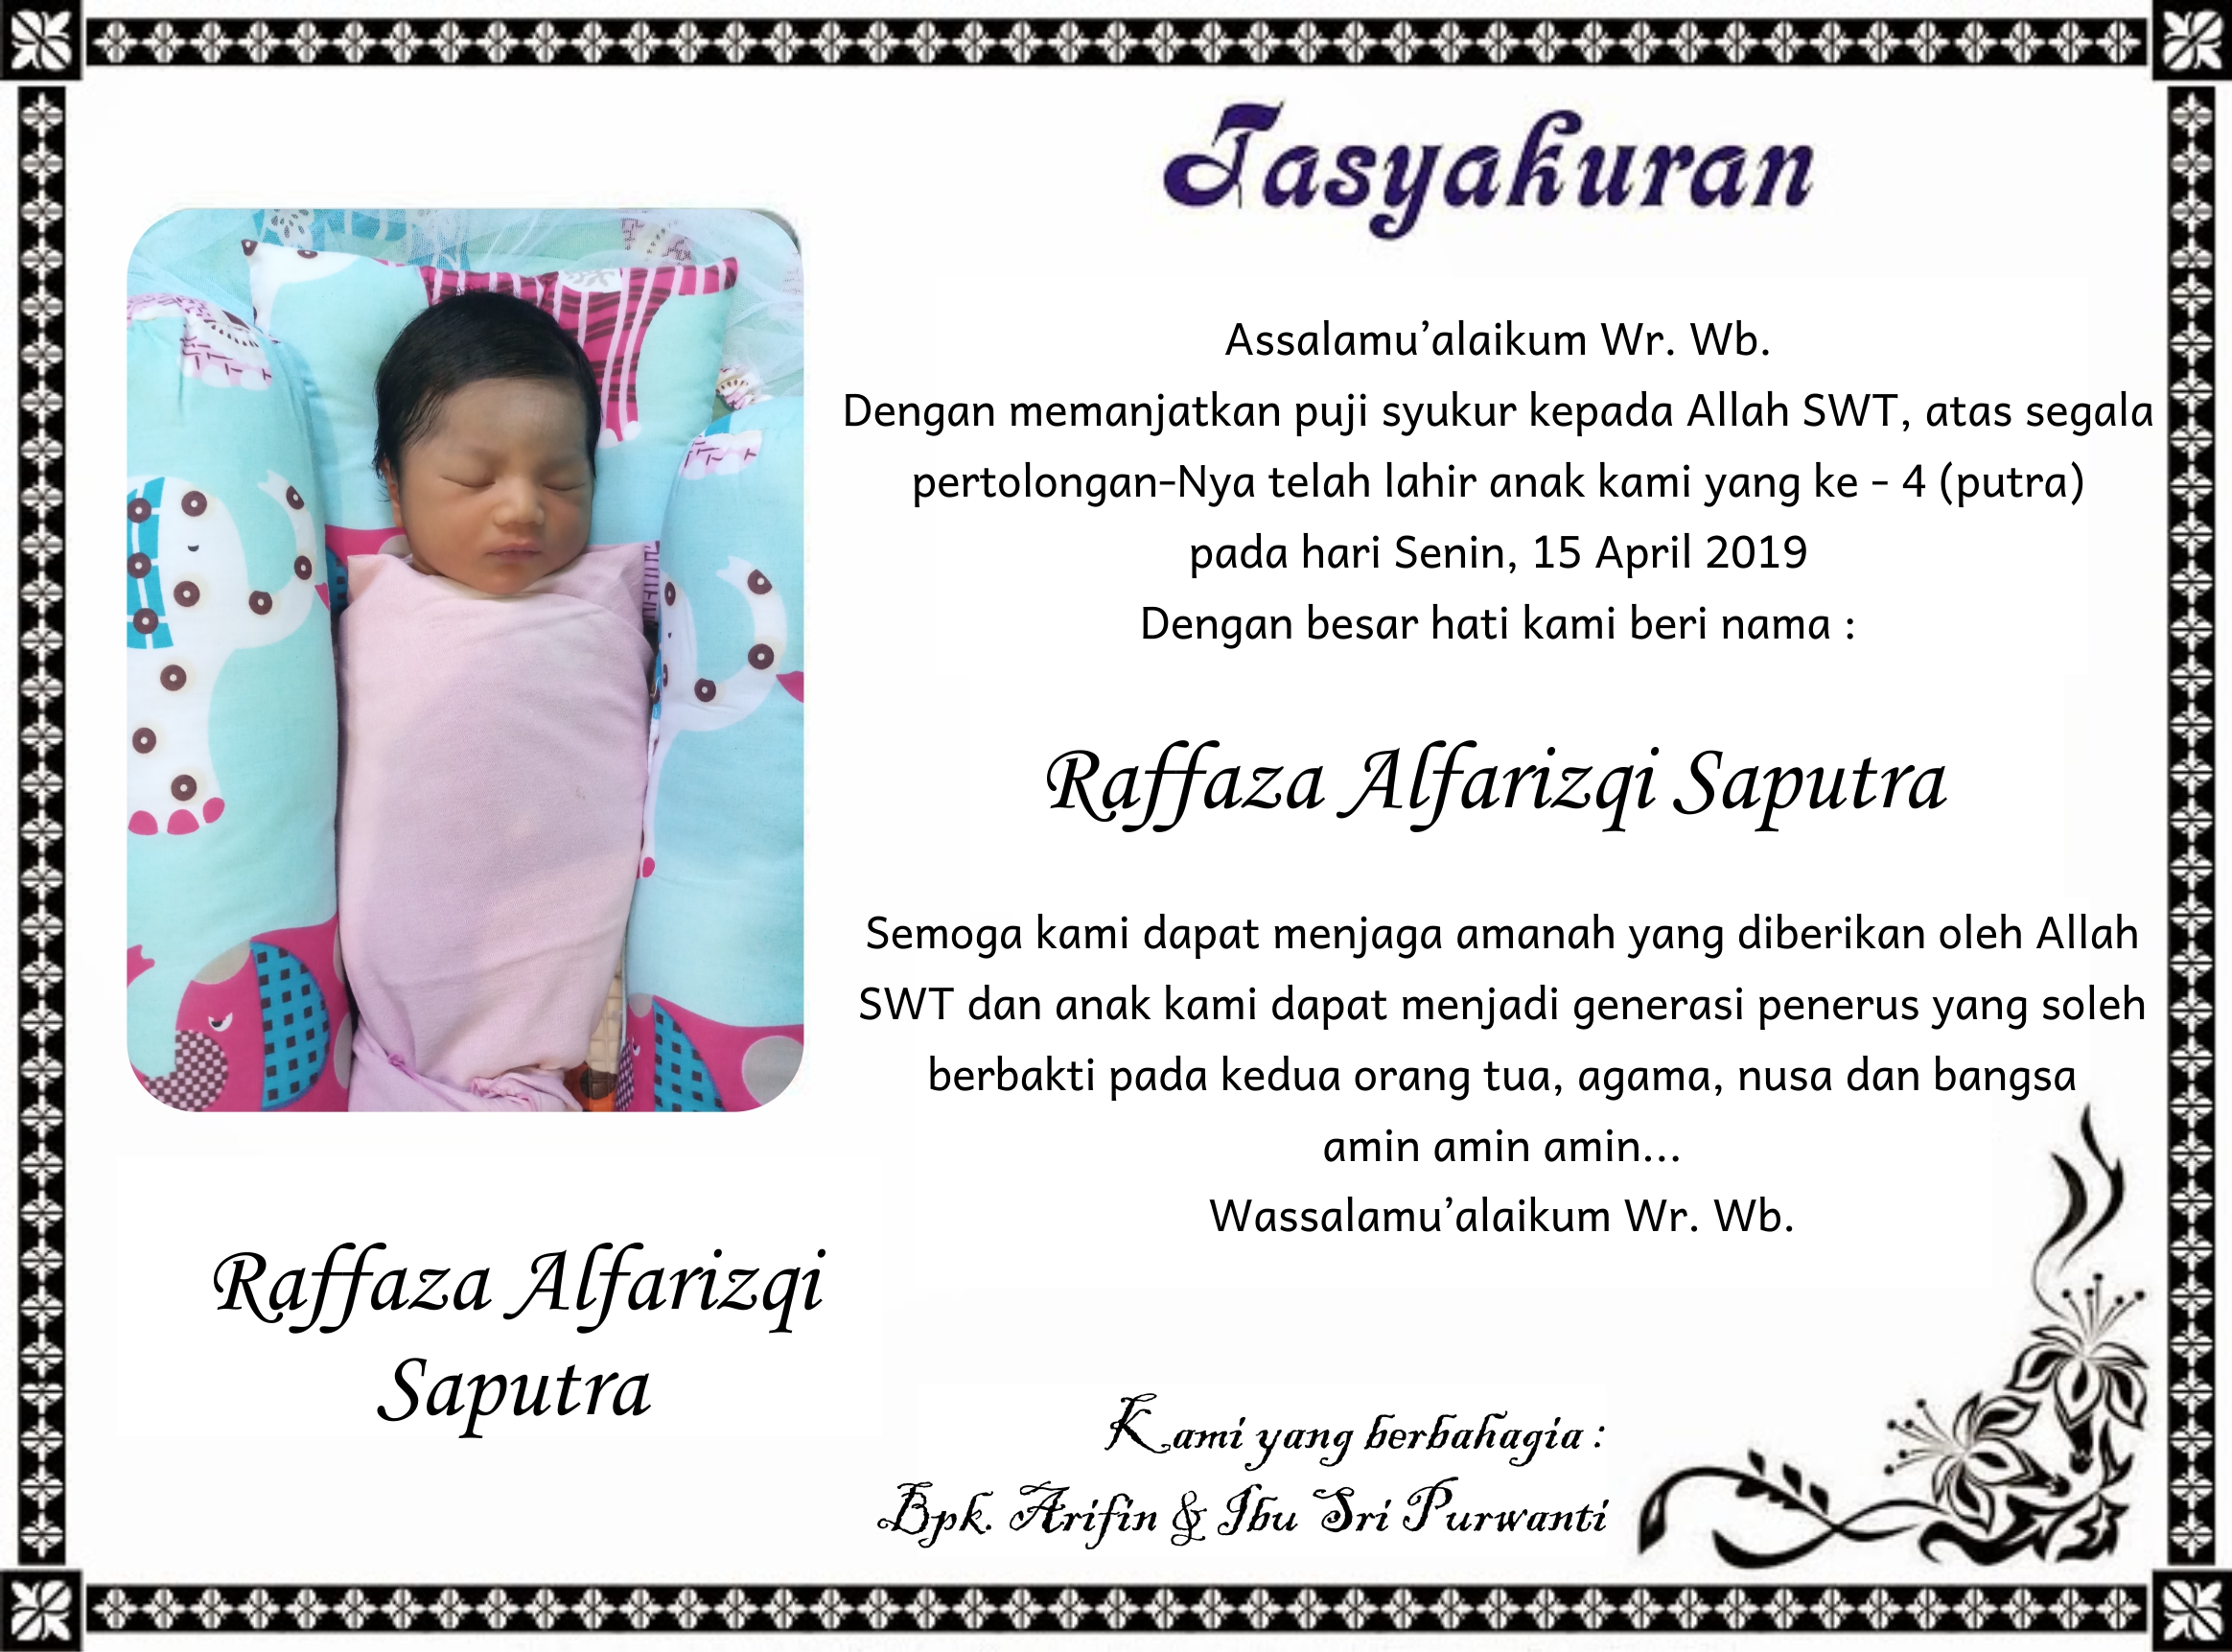 Tasyakuran
Assalamu’alaikum Wr. Wb.
Dengan memanjatkan puji syukur kepada Allah SWT, atas segala
pertolongan-Nya telah lahir anak kami yang ke - 4 (putra)
pada hari Senin, 15 April 2019
Dengan besar hati kami beri nama :
Raffaza Alfarizqi Saputra
Semoga kami dapat menjaga amanah yang diberikan oleh Allah
SWT dan anak kami dapat menjadi generasi penerus yang soleh
berbakti pada kedua orang tua, agama, nusa dan bangsa
amin amin amin...
Wassalamu’alaikum Wr. Wb.
Raffaza Alfarizqi
Saputra
Kami yang berbahagia :
Bpk. Arifin & Ibu Sri Purwanti